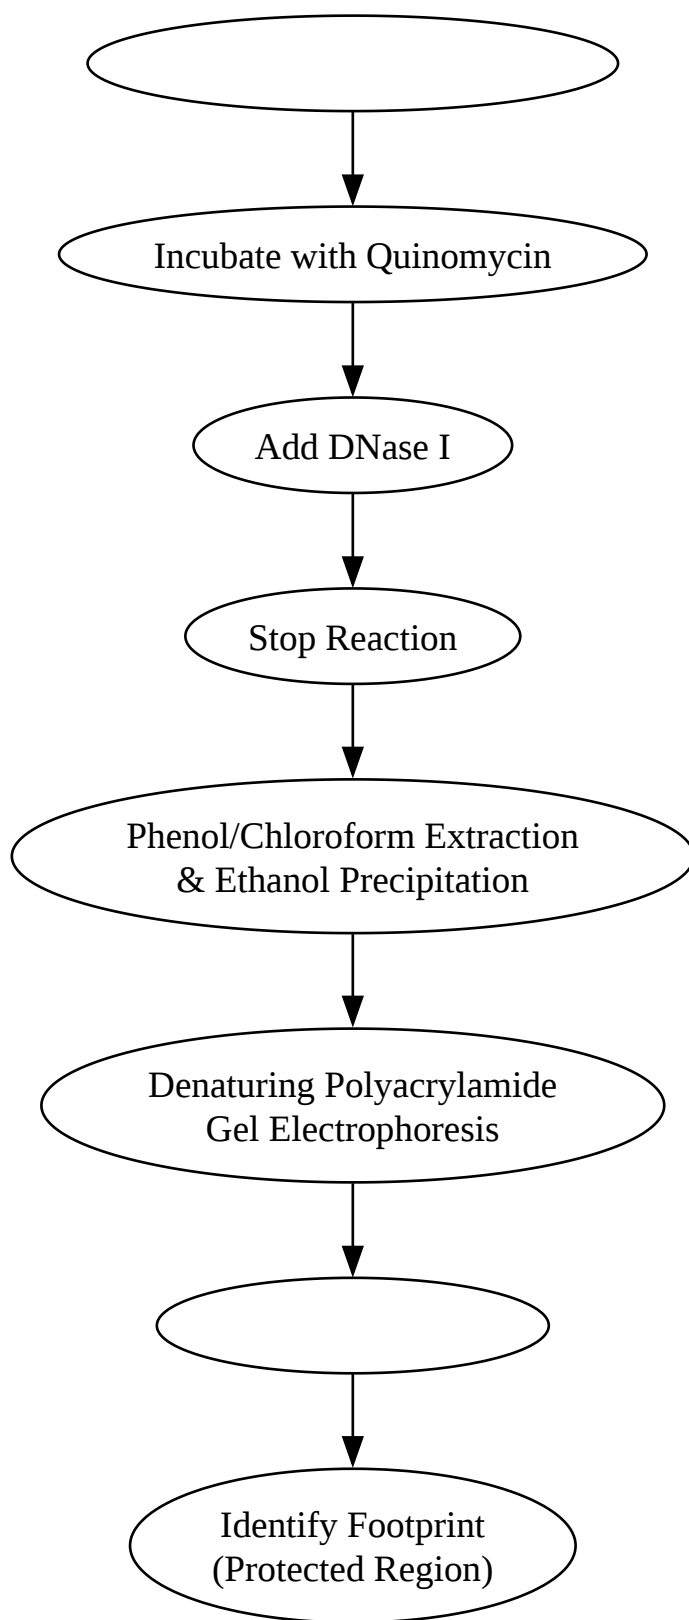 Incubate with Quinomycin
Add DNase I
Stop Reaction
Phenol/Chloroform Extraction
& Ethanol Precipitation
Denaturing Polyacrylamide
Gel Electrophoresis
Identify Footprint
(Protected Region)